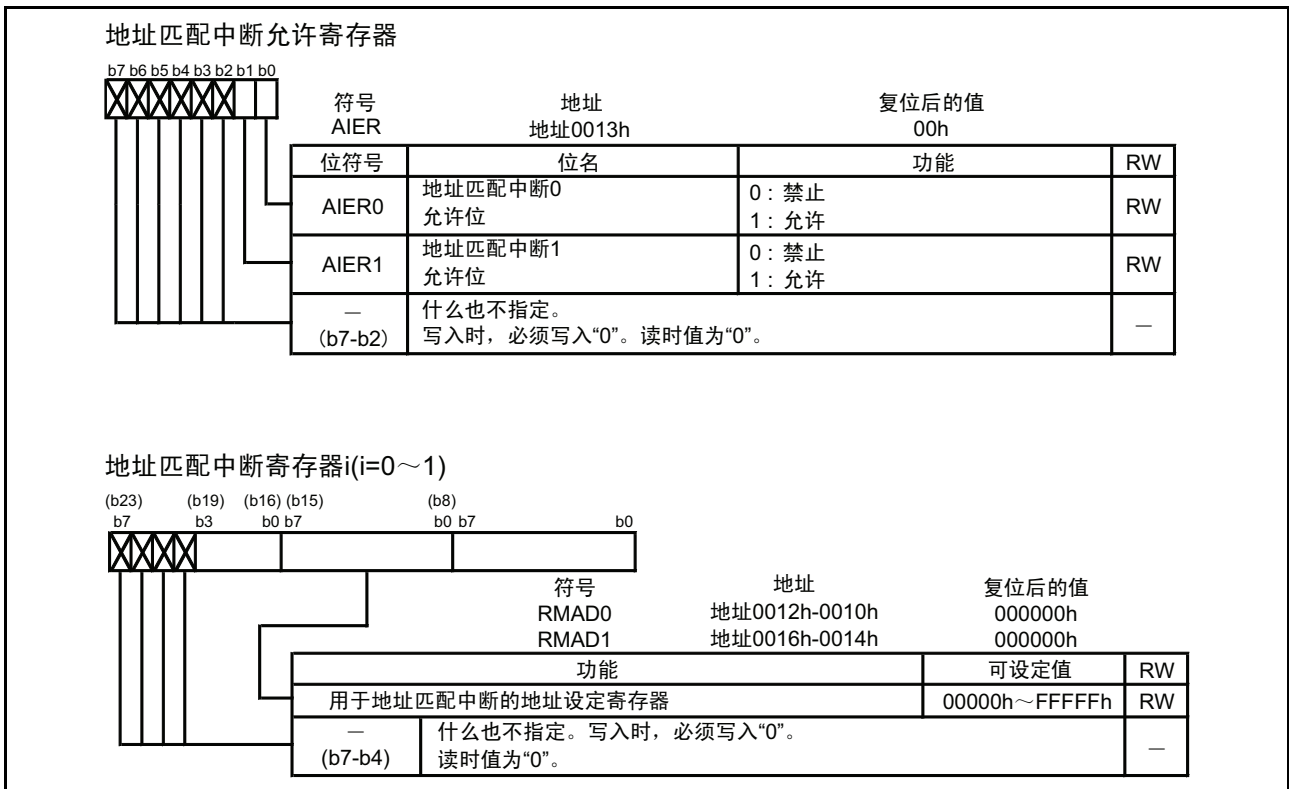 地址匹配中断允许寄存器
b7 b6 b5 b4 b3 b2 b1 b0
符号 地址 复位后的值
AIER 地址0013h 00h
位符号 位名 功能 RW
AIER0 地址匹配中断0 允许位 0：禁止 1：允许 RW
AIER1 地址匹配中断1 允许位 0：禁止 1：允许 RW
— (b7-b2) 什么也不指定。 写入时，必须写入“0”。读时值为“0”。 —
地址匹配中断寄存器i(i=0～1)
(b23) (b19) (b16) (b15) (b8)
b7 b3 b0 b7 b0 b7 b0
符号 地址 复位后的值
RMAD0 地址0012h-0010h 000000h
RMAD1 地址0016h-0014h 000000h
功能 可设定值 RW
用于地址匹配中断的地址设定寄存器 00000h～FFFFFh RW
— (b7-b4) 什么也不指定。写入时，必须写入“0”。 读时值为“0”。 —